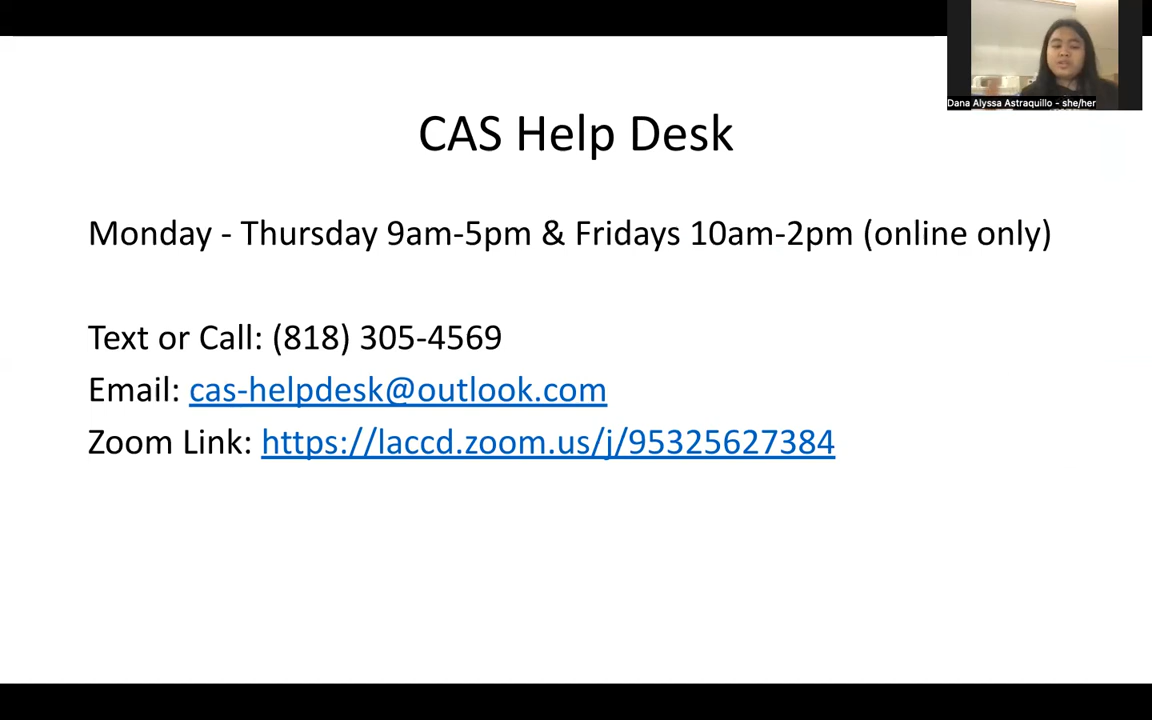 Dana Alyssa Astraquillo - she/her
CAS Help Desk
Monday - Thursday 9am-5pm & Fridays 10am-2pm (online only)
Text or Call: (818) 305-4569
Email: cas-helpdesk@outlook.com
Zoom Link: https://laccd.zoom.us/j/95325627384